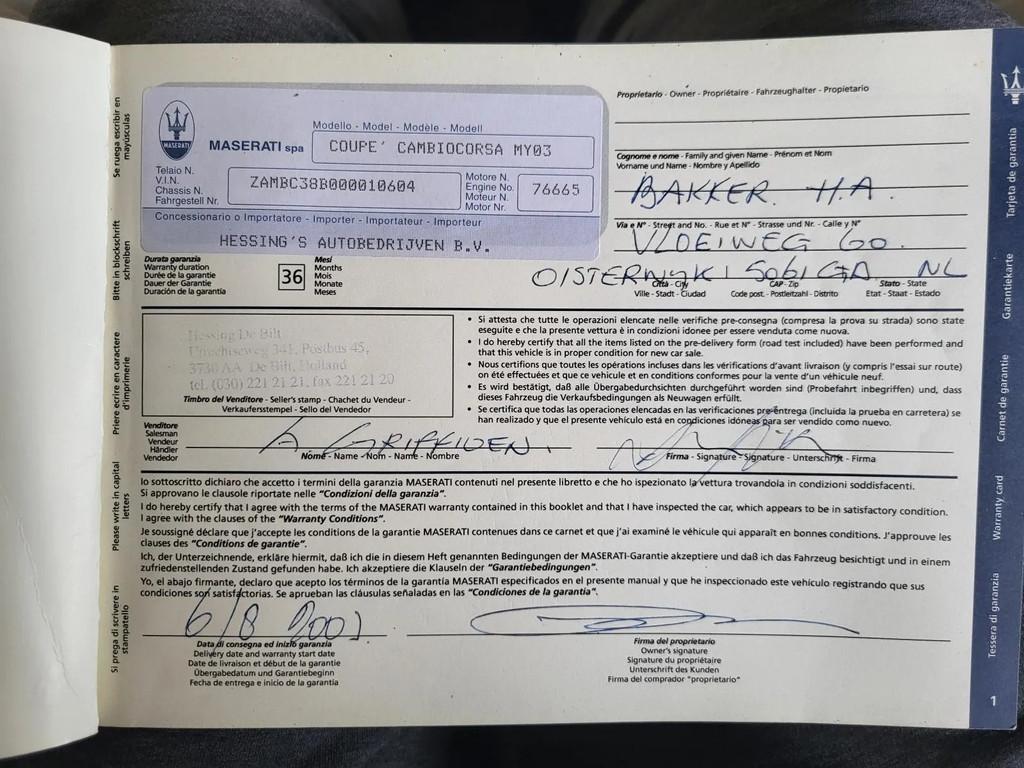 Se ruega escribir en mayúsculas
Bitte in blockschrift schreiben
Priere ecrire en caractere d'imprimerie
Please write in capital letters
Si prega di scrivere in stampatello
MASERATI
MASERATI spa
Modello - Model - Modèle - Modell
COUPE' CAMBIOCORSA MY03
Telaio N.
V.I.N.
Chassis N.
Fahrgestell Nr.
ZAMBC38B000010604
Motore N.
Engine No.
Moteur N.
Motor Nr.
76665
Concessionario o Importatore - Importer - Importateur - Importeur
HESSING'S AUTOBEDRIJVEN B.V.
Proprietario - Owner - Propriétaire - Fahrzeughalter - Propietario
Cognome e nome - Family and given Name - Prénom et Nom
Vorname und Name - Nombre y Apellido
BAKKER H.A.
Via e N° - Street and No. - Rue et N° - Strasse und Nr. - Calle y N°
VLOEIWEG 60.
OISTERWYK 5061 GA NL
Città - City
Ville - Stadt - Ciudad
CAP - Zip
Code post. - Postleitzahl - Distrito
Stato - State
Etat - Staat - Estado
Durata garanzia
Warranty duration
Durée de la garantie
Dauer der Garantie
Duración de la garantia
36
Mesi
Months
Mois
Monate
Meses
Hessing De Bilt
Utrechtseweg 341, Postbus 45,
3730 AA De Bilt, Holland
tel. (030) 221 21 21, fax 221 21 20
Timbro del Venditore - Seller's stamp - Chachet du Vendeur -
Verkaufersstempel - Sello del Vendedor
• Si attesta che tutte le operazioni elencate nelle verifiche pre-consegna (compresa la prova su strada) sono state
eseguite e che la presente vettura è in condizioni idonee per essere venduta come nuova.
• I do hereby certify that all the items listed on the pre-delivery form (road test included) have been performed and
that this vehicle is in proper condition for new car sale.
• Nous certifions que toutes les opérations incluses dans les vérifications d'avant livraison (y compris l'essai sur route)
on été effectuées et que ce véhicule et en conditions conformes pour la vente d'un véhicule neuf.
• Es wird bestätigt, daß alle Übergabedurchsichten durchgeführt worden sind (Probefahrt inbegriffen) und, dass
dieses Fahrzeug die Verkaufsbedingungen als Neuwagen erfüllt.
• Se certifica que todas las operaciones elencadas en las verificaciones pre-entrega (incluida la prueba en carretera) se
han realizado y que el presente vehículo está en condiciones idóneas para ser vendido como nuevo.
Venditore
Salesman
Vendeur
Händler
Vendedor
A
Nome - Name - Nom - Name - Nombre
Firma - Signature - Signature - Unterschrift - Firma
Io sottoscritto dichiaro che accetto i termini della garanzia MASERATI contenuti nel presente libretto e che ho ispezionato la vettura trovandola in condizioni soddisfacenti.
Si approvano le clausole riportate nelle "Condizioni della garanzia".
I do hereby certify that I agree with the terms of the MASERATI warranty contained in this booklet and that I have inspected the car, which appears to be in satisfactory condition.
I agree with the clauses of the "Warranty Conditions".
Je soussigné déclare que j'accepte les conditions de la garantie MASERATI contenues dans ce carnet et que j'ai examiné le véhicule qui apparaît en bonnes conditions. J'approuve les
clauses des "Conditions de garantie".
Ich, der Unterzeichnende, erkläre hiermit, daß ich die in diesem Heft genannten Bedingungen der MASERATI-Garantie akzeptiere und daß ich das Fahrzeug besichtigt und in einem
zufriedenstellenden Zustand gefunden habe. Ich akzeptiere die Klauseln der "Garantiebedingungen".
Yo, el abajo firmante, declaro que acepto los términos de la garantía MASERATI especificados en el presente manual y que he inspeccionado este vehículo registrando que sus
condiciones son satisfactorias. Se aprueban las cláusulas señaladas en las "Condiciones de la garantia".
6/8 2003
Data di consegna ed inizio garanzia
Delivery date and warranty start date
Date de livraison et début de la garantie
Übergabedatum und Garantiebeginn
Fecha de entrega e inicio de la garantia
Firma del proprietario
Owner's signature
Signature du propriétaire
Unterschrift des Kunden
Firma del comprador "proprietario"
Tarjeta de garantia
Garantiekarte
Carnet de garantie
Warranty card
Tessera di garanzia
1